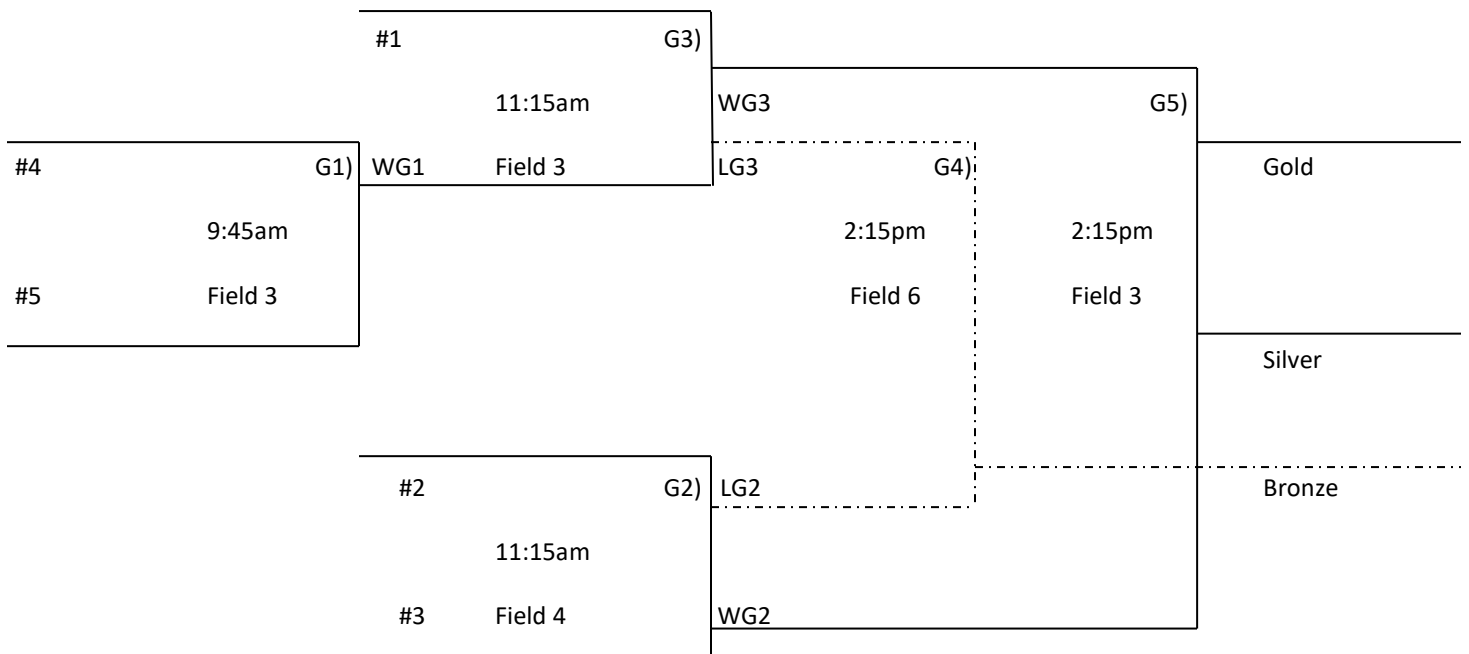 #1 G3)
11:15am WG3 G5)
#4 G1) WG1 Field 3 LG3 G4) Gold
9:45am 2:15pm 2:15pm
#5 Field 3 Field 6 Field 3
Silver
#2 G2) LG2 Bronze
11:15am
#3 Field 4 WG2